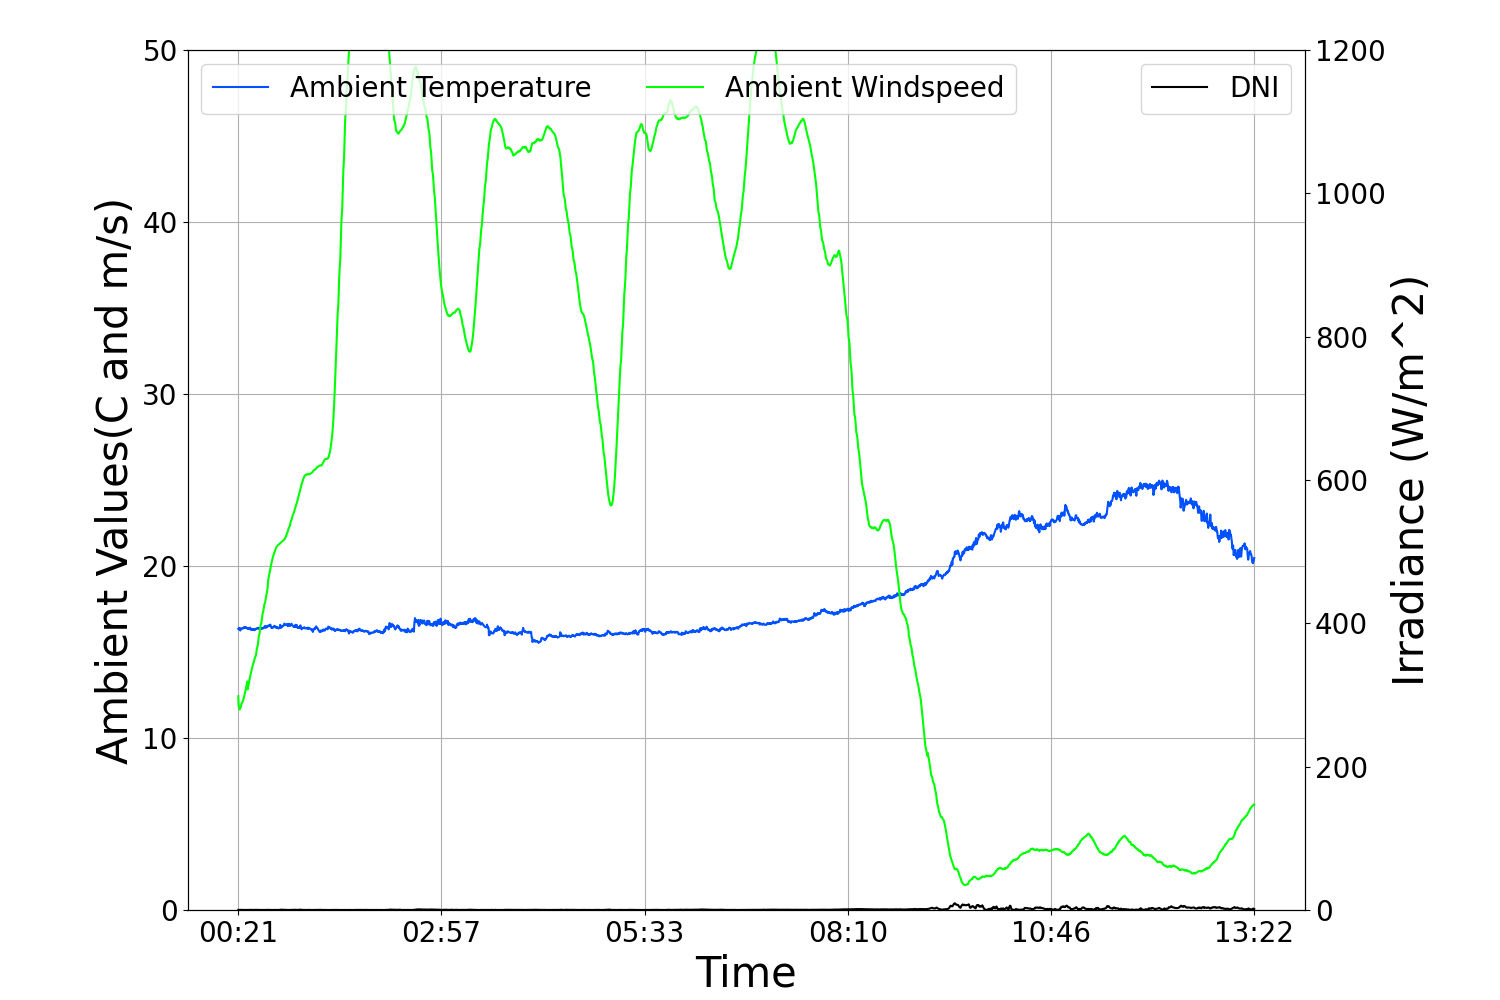 Ambient Temperature Ambient Windspeed DNI
Ambient Values(C and m/s)
50
40
30
20
10
0
1200
1000
800
600
400
200
0
Irradiance (W/m^2)
00:21 02:57 05:33 08:10 10:46 13:22
Time